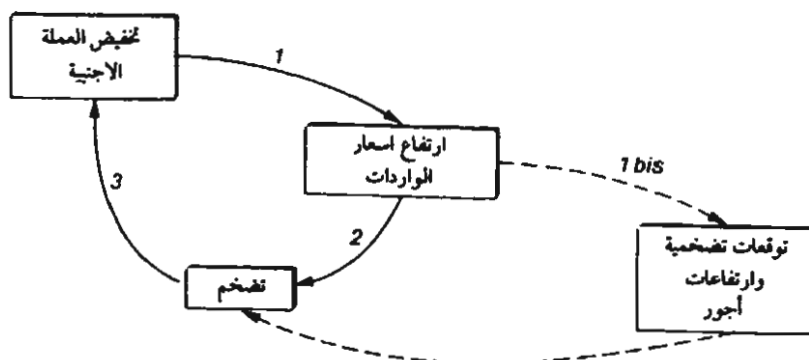 تخفيض العملة
الاجنبية
1
ارتفاع اسعار
الواردات
1 bis
3
2
توقعات تضخمية
وارتفاعات
أجور
تضخم